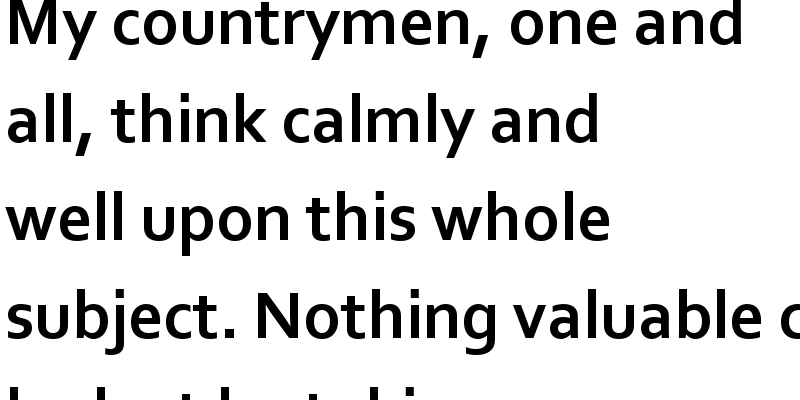 My countrymen, one and
all, think calmly and
well upon this whole
subject. Nothing valuable